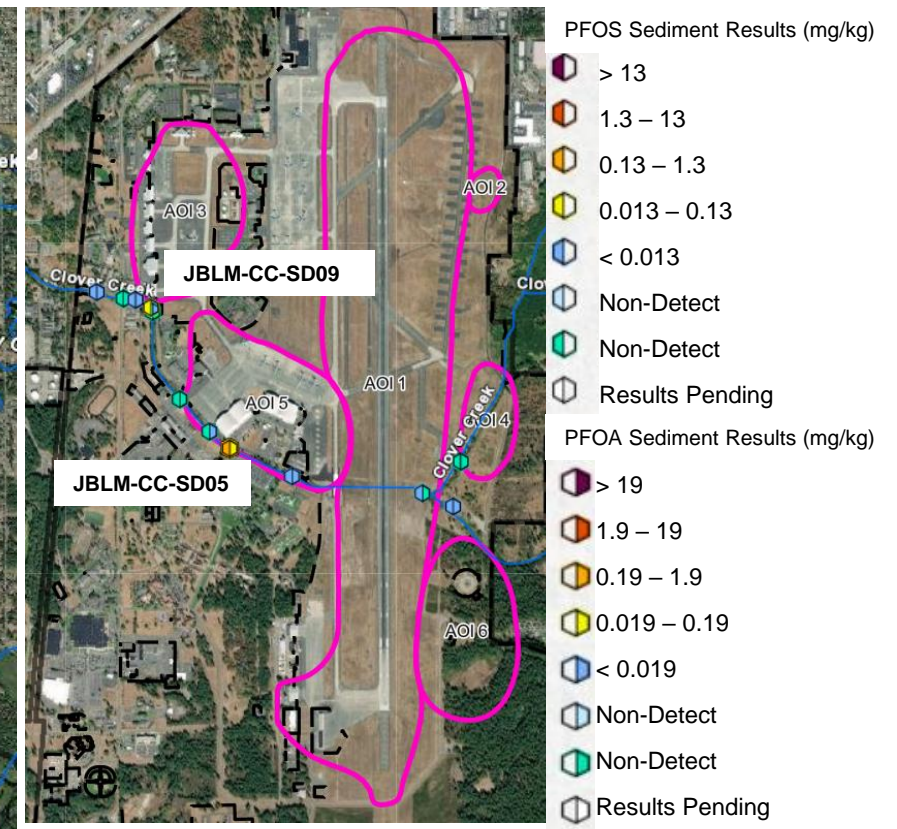 PFOS Sediment Results (mg/kg)
> 13
1.3 – 13
0.13 – 1.3
0.013 – 0.13
< 0.013
Non-Detect
Non-Detect
Results Pending
PFOA Sediment Results (mg/kg)
> 19
1.9 – 19
0.19 – 1.9
0.019 – 0.19
< 0.019
Non-Detect
Non-Detect
Results Pending
AOI 2
AOI 3
JBLM-CC-SD09
Clover Creek
Clo
AOI 1
AOI 5
OI 4
Clover Creek
JBLM-CC-SD05
AOI 6